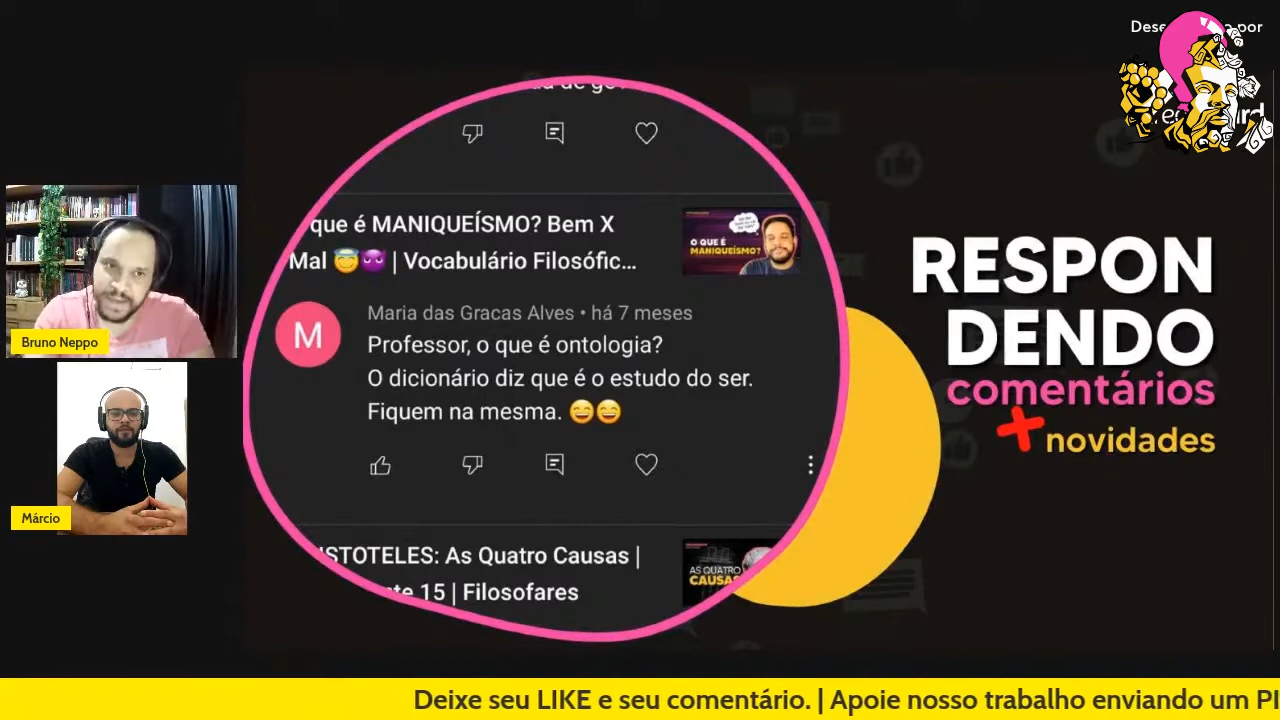 que é MANIQUEÍSMO? Bem X
Mal 😇😈 | Vocabulário Filosófic...
O QUE É
MANIQUEÍSMO?
M
Maria das Gracas Alves • há 7 meses
Professor, o que é ontologia?
O dicionário diz que é o estudo do ser.
Fiquem na mesma. 😄😄
STOTELES: As Quatro Causas |
15 | Filosofares
AS QUATRO
CAUSAS
RESPON
DENDO
comentários
+ novidades
por
Bruno Neppo
Márcio
Deixe seu LIKE e seu comentário. | Apoie nosso trabalho enviando um PI